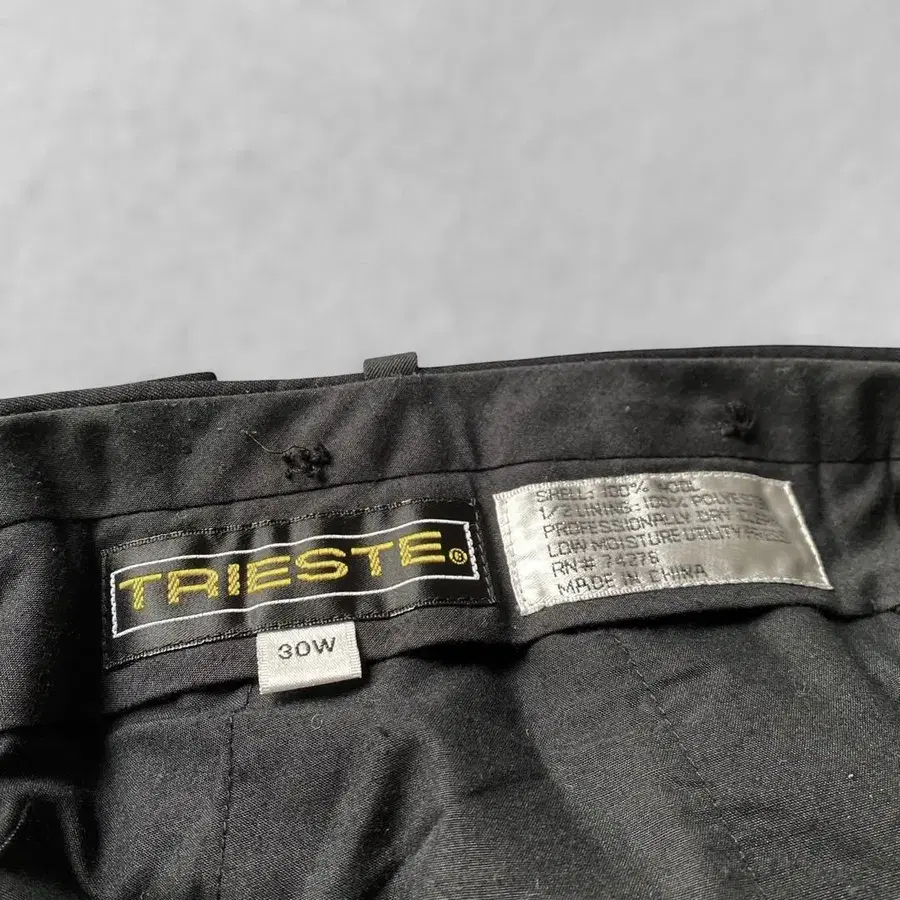 TRIESTE®
30W
SHELL: 100% WOOL
1/2 LINING: 100% POLYESTER
PROFESSIONALLY DRY CLEAN
LOW MOISTURE UTILITY PRESS
RN# 74278
MADE IN CHINA